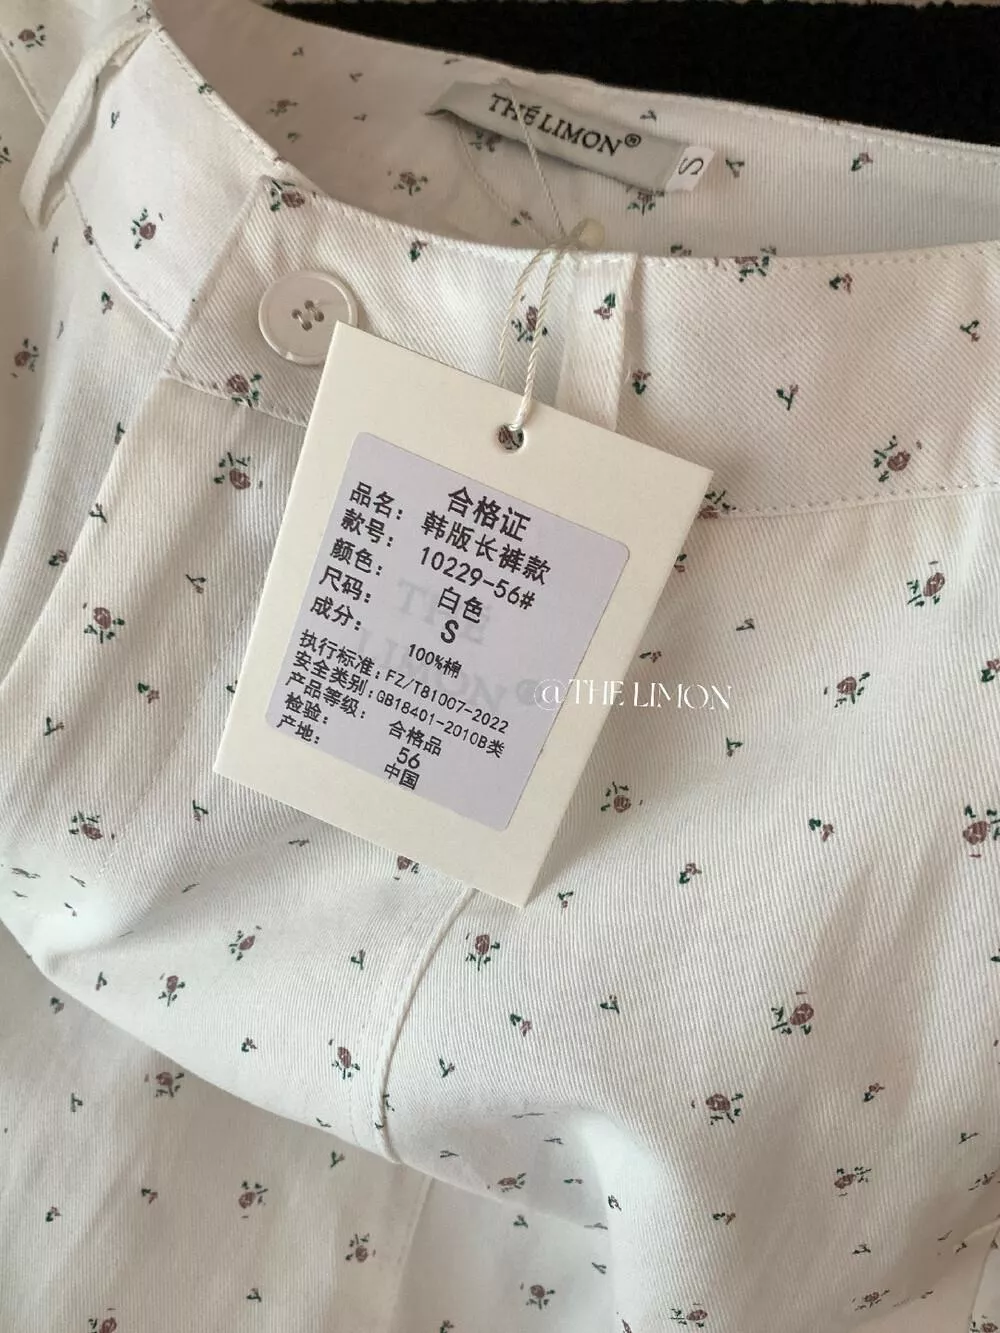 THÉ LIMON®
S
合格证
品名: 韩版长裤款
款号: 10229-56#
颜色: 白色
尺码: S
成分: 100%棉
执行标准: FZ/T81007-2022
安全类别: GB18401-2010B类
产品等级: 合格品
检验: 56
产地: 中国
@THE LIMON